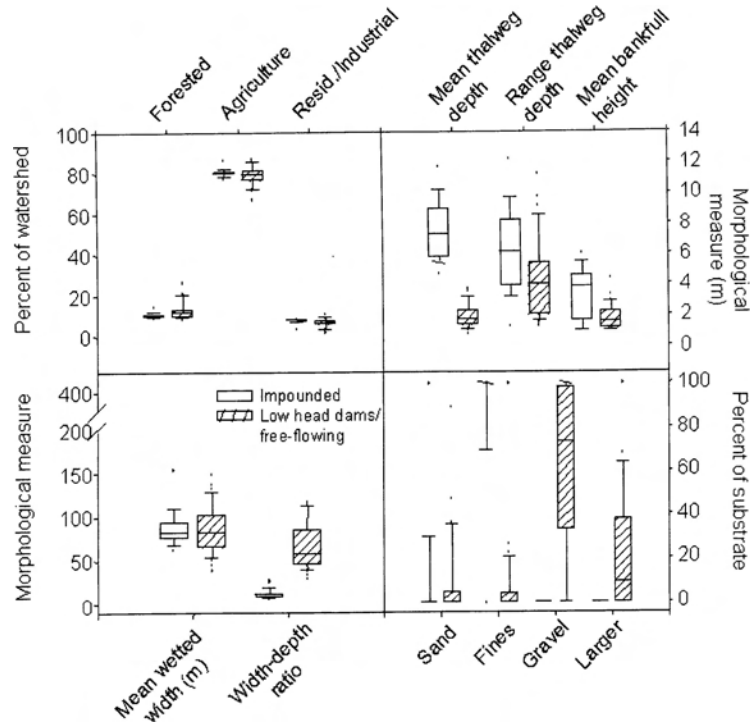 Forested
Agriculture
Resid./Industrial
Mean thalweg
depth
Range thalweg
depth
Mean bankfull
height
Percent of watershed
100
80
60
40
20
0
14
12
10
8
6
4
2
0
Morphological
measure (m)
Morphological measure
400
200
150
100
50
0
Impounded
Low head dams/
free-flowing
100
80
60
40
20
0
Percent of substrate
Mean wetted
width (m)
Width-depth
ratio
Sand
Fines
Gravel
Larger